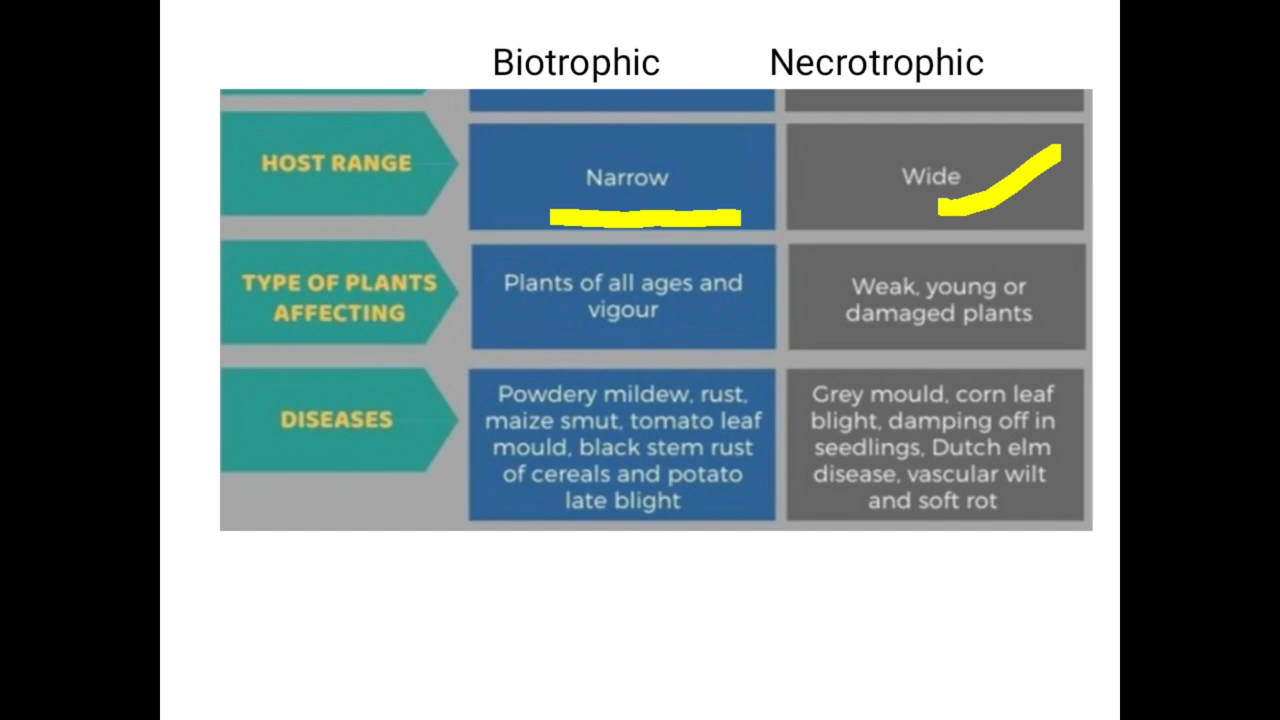 Biotrophic Necrotrophic
HOST RANGE
Narrow
Wide
TYPE OF PLANTS
AFFECTING
Plants of all ages and
vigour
Weak, young or
damaged plants
DISEASES
Powdery mildew, rust,
maize smut, tomato leaf
mould, black stem rust
of cereals and potato
late blight
Grey mould, corn leaf
blight, damping off in
seedlings, Dutch elm
disease, vascular wilt
and soft rot